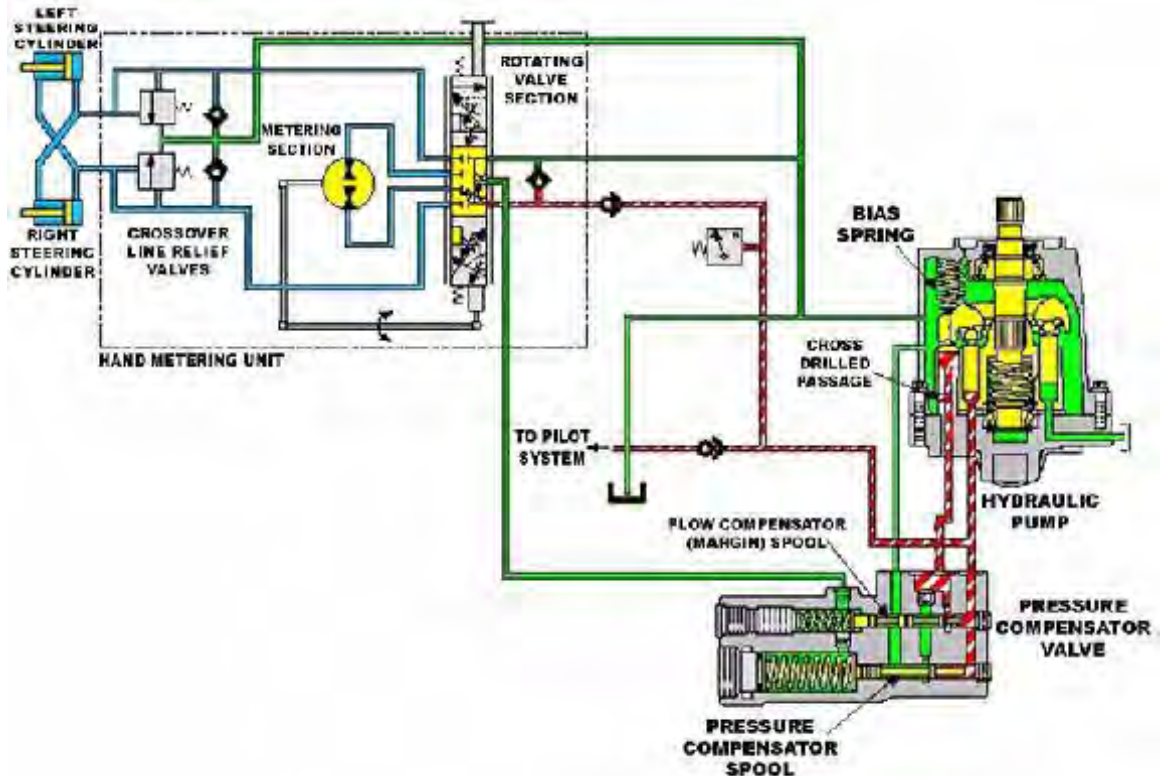 LEFT
STEERING
CYLINDER
ROTATING
VALVE
SECTION
METERING
SECTION
RIGHT
STEERING
CYLINDER
CROSSOVER
LINE RELIEF
VALVES
HAND METERING UNIT
BIAS
SPRING
CROSS
DRILLED
PASSAGE
TO PILOT
SYSTEM
HYDRAULIC
PUMP
FLOW COMPENSATOR
(MARGIN) SPOOL
PRESSURE
COMPENSATOR
VALVE
PRESSURE
COMPENSATOR
SPOOL